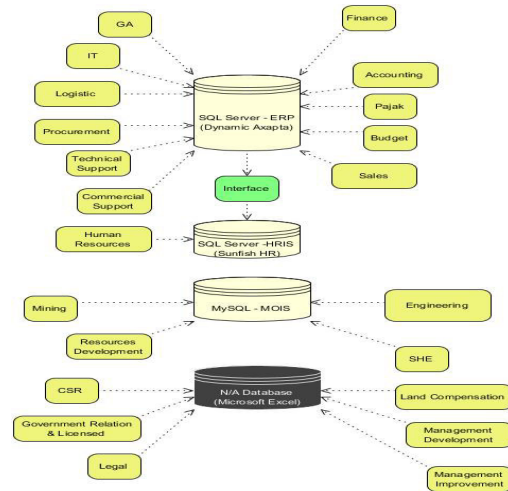 GA
Finance
IT
Accounting
Logistic
SQL Server - ERP
(Dynamic Axapta)
Pajak
Procurement
Budget
Technical
Support
Sales
Commercial
Support
Interface
Human
Resources
SQL Server -HRIS
(Sunfish HR)
Mining
MySQL - MOIS
Engineering
Resources
Development
SHE
CSR
N/A Database
(Microsoft Excel)
Land Compensation
Government Relation
& Licensed
Management
Development
Legal
Management
Improvement